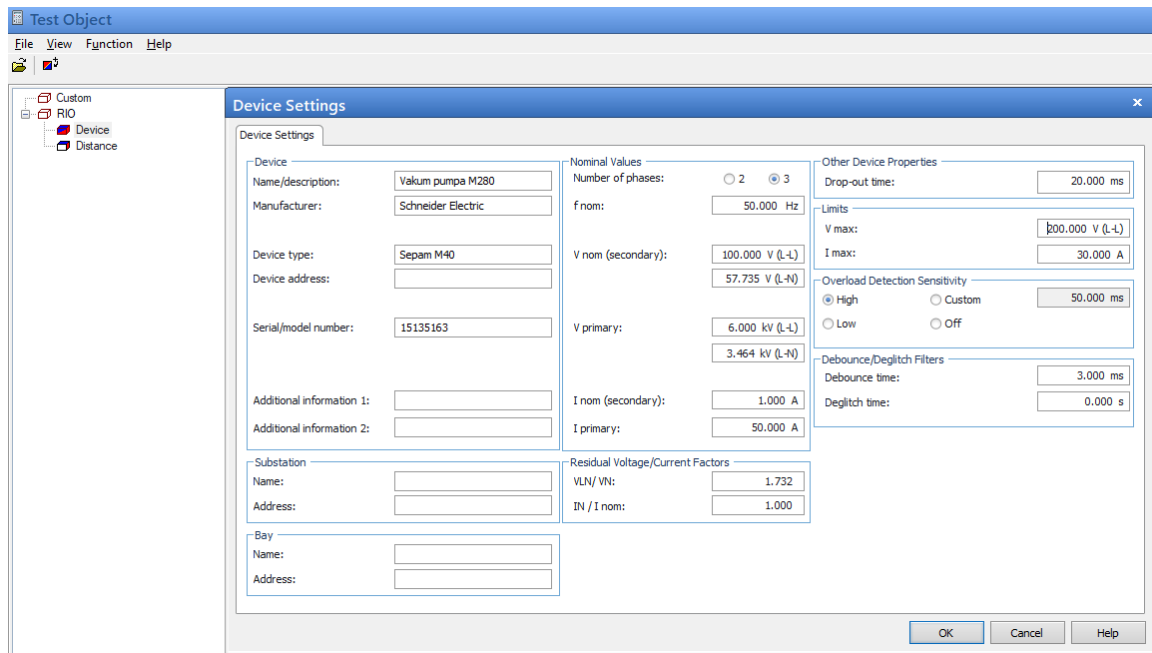 Test Object
File View Function Help
Custom
RIO
Device
Distance
Device Settings
Device Settings
Device
Name/description: Vakum pumpa M280
Manufacturer: Schneider Electric
Device type: Sepam M40
Device address:
Serial/model number: 15135163
Additional information 1:
Additional information 2:
Substation
Name:
Address:
Bay
Name:
Address:
Nominal Values
Number of phases: 2 3
f nom: 50.000 Hz
V nom (secondary): 100.000 V (L-L)
57.735 V (L-N)
V primary: 6.000 kV (L-L)
3.464 kV (L-N)
I nom (secondary): 1.000 A
I primary: 50.000 A
Residual Voltage/Current Factors
VLN/ VN: 1.732
IN / I nom: 1.000
Other Device Properties
Drop-out time: 20.000 ms
Limits
V max: 200.000 V (L-L)
I max: 30.000 A
Overload Detection Sensitivity
High Custom 50.000 ms
Low Off
Debounce/Deglitch Filters
Debounce time: 3.000 ms
Deglitch time: 0.000 s
OK Cancel Help